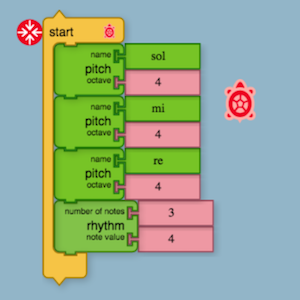 start
name sol
pitch
octave 4
name mi
pitch
octave 4
name re
pitch
octave 4
number of notes 3
rhythm
note value 4